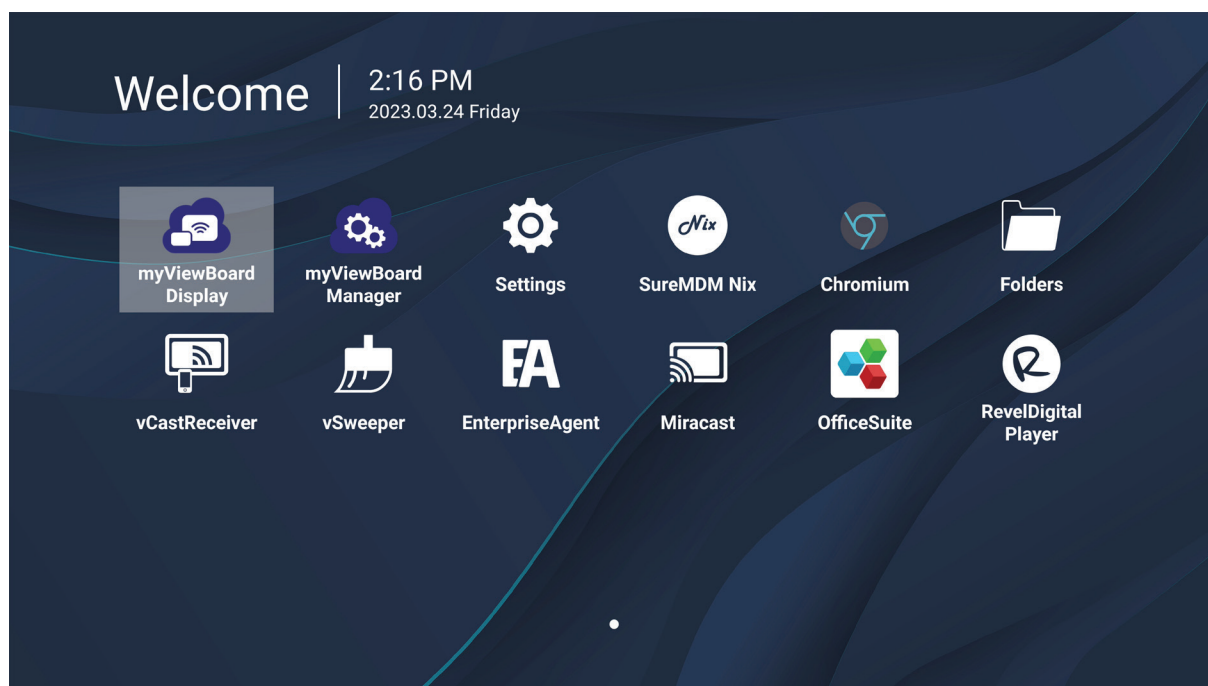 Welcome
2:16 PM
2023.03.24 Friday
myViewBoard
Display
myViewBoard
Manager
Settings
Nix
SureMDM Nix
Chromium
Folders
vCastReceiver
vSweeper
EA
EnterpriseAgent
Miracast
OfficeSuite
R
RevelDigital
Player